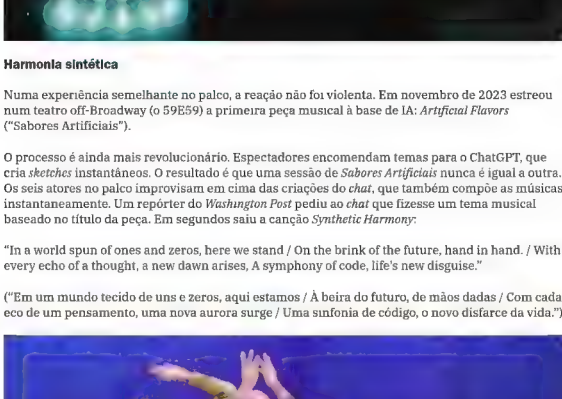 Harmonia sintética
Numa experiência semelhante no palco, a reação não foi violenta. Em novembro de 2023 estreou
num teatro off-Broadway (o 59E59) a primeira peça musical à base de IA: Artificial Flavors
(“Sabores Artificiais”).
O processo é ainda mais revolucionário. Espectadores encomendam temas para o ChatGPT, que
cria sketches instantâneos. O resultado é que uma sessão de Sabores Artificiais nunca é igual a outra.
Os seis atores no palco improvisam em cima das criações do chat, que também compõe as músicas
instantaneamente. Um repórter do Washington Post pediu ao chat que fizesse um tema musical
baseado no título da peça. Em segundos saiu a canção Synthetic Harmony:
“In a world spun of ones and zeros, here we stand / On the brink of the future, hand in hand. / With
every echo of a thought, a new dawn arises, A symphony of code, life’s new disguise.”
(“Em um mundo tecido de uns e zeros, aqui estamos / À beira do futuro, de mãos dadas / Com cada
eco de um pensamento, uma nova aurora surge / Uma sinfonia de código, o novo disfarce da vida.”)